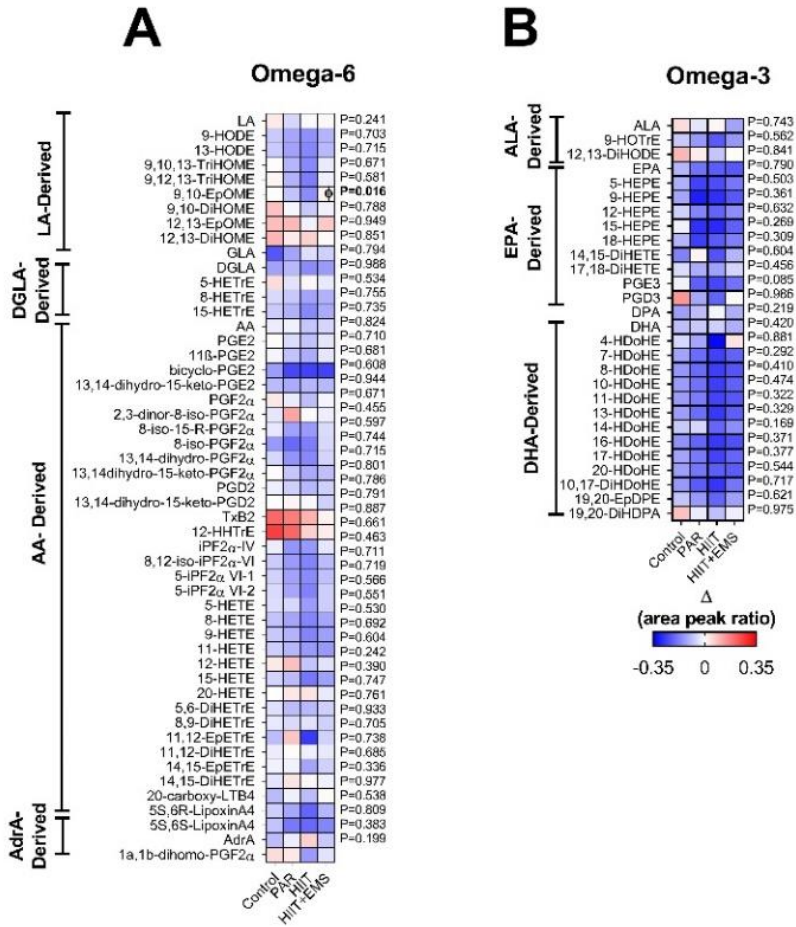 A
Omega-6
LA-Derived
DGLA-
Derived
AA- Derived
AdrA-
Derived
LA
9-HODE
13-HODE
9,10,13-TriHOME
9,12,13-TriHOME
9,10-EpOME
9,10-DiHOME
12,13-EpOME
12,13-DiHOME
GLA
DGLA
5-HETrE
8-HETrE
15-HETrE
AA
PGE2
11ß-PGE2
bicyclo-PGE2
13,14-dihydro-15-keto-PGE2
PGF2α
2,3-dinor-8-iso-PGF2α
8-iso-15-R-PGF2α
8-iso-PGF2α
13,14-dihydro-PGF2α
13,14dihydro-15-keto-PGF2α
PGD2
13,14-dihydro-15-keto-PGD2
TxB2
12-HHTrE
iPF2α-IV
8,12-iso-iPF2α-VI
5-iPF2α VI-1
5-iPF2α VI-2
5-HETE
8-HETE
9-HETE
11-HETE
12-HETE
15-HETE
20-HETE
5,6-DiHETrE
8,9-DiHETrE
11,12-EpETrE
11,12-DiHETrE
14,15-EpETrE
14,15-DiHETrE
20-carboxy-LTB4
5S,6R-LipoxinA4
5S,6S-LipoxinA4
AdrA
1a,1b-dihomo-PGF2α
P=0.241
P=0.703
P=0.715
P=0.671
P=0.581
ϕ P=0.016
P=0.788
P=0.949
P=0.851
P=0.794
P=0.988
P=0.534
P=0.755
P=0.735
P=0.824
P=0.710
P=0.681
P=0.608
P=0.944
P=0.671
P=0.455
P=0.597
P=0.744
P=0.715
P=0.801
P=0.786
P=0.791
P=0.887
P=0.661
P=0.463
P=0.711
P=0.719
P=0.566
P=0.551
P=0.530
P=0.692
P=0.604
P=0.242
P=0.390
P=0.747
P=0.761
P=0.933
P=0.705
P=0.738
P=0.685
P=0.336
P=0.977
P=0.538
P=0.809
P=0.383
P=0.199
Control
PAR
HIIT
HIIT+EMS
B
Omega-3
ALA-
Derived
EPA-
Derived
DHA-Derived
ALA
9-HOTrE
12,13-DiHODE
EPA
5-HEPE
9-HEPE
12-HEPE
15-HEPE
18-HEPE
14,15-DiHETE
17,18-DiHETE
PGE3
PGD3
DPA
DHA
4-HDoHE
7-HDoHE
8-HDoHE
10-HDoHE
11-HDoHE
13-HDoHE
14-HDoHE
16-HDoHE
17-HDoHE
20-HDoHE
10,17-DiHDoHE
19,20-EpDPE
19,20-DiHDPA
P=0.743
P=0.562
P=0.841
P=0.790
P=0.503
P=0.361
P=0.632
P=0.269
P=0.309
P=0.604
P=0.456
P=0.085
P=0.986
P=0.219
P=0.420
P=0.881
P=0.292
P=0.410
P=0.474
P=0.322
P=0.329
P=0.169
P=0.371
P=0.377
P=0.544
P=0.717
P=0.621
P=0.975
Control
PAR
HIIT
HIIT+EMS
Δ
(area peak ratio)
-0.35 0 0.35